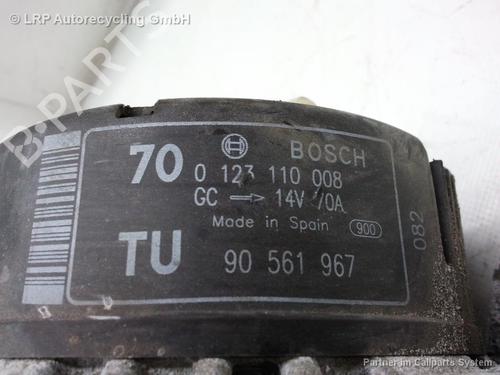 © LRP Autorecycling GmbH
B-PARTS
70 BOSCH
0 123 110 008
GC → 14V 70A
Made in Spain 900
TU 90 561 967
082
Partner im Callparts System